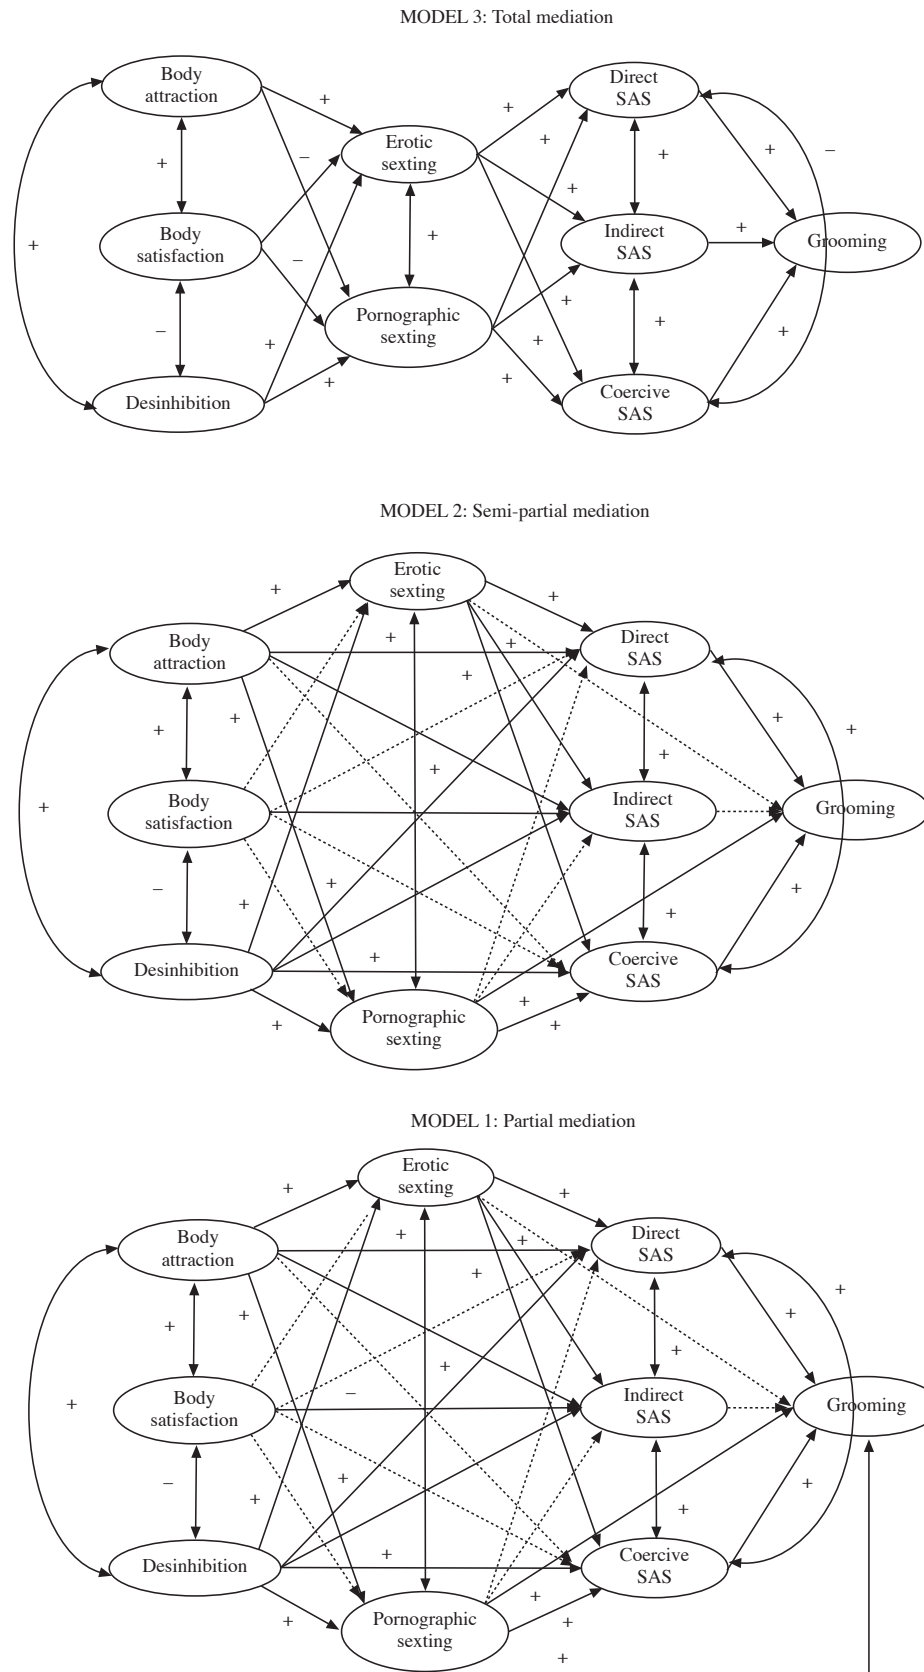 MODEL 3: Total mediation
Body
attraction
+
Erotic
sexting
+
Direct
SAS
+
−
+
−
+
+
+
+
Body
satisfaction
−
+
Indirect
SAS
+
Grooming
+
Pornographic
sexting
+
+
+
−
+
+
+
+
Desinhibition
Coercive
SAS
MODEL 2: Semi-partial mediation
Erotic
sexting
+
+
Body
attraction
+
+
Direct
SAS
+
+
+
+
+
+
+
Body
satisfaction
+
Indirect
SAS
Grooming
−
+
+
+
+
Desinhibition
+
Coercive
SAS
+
Pornographic
sexting
+
+
MODEL 1: Partial mediation
Erotic
sexting
+
+
Body
attraction
+
+
Direct
SAS
+
+
+
+
+
+
+
+
Body
satisfaction
−
Indirect
SAS
Grooming
−
+
+
+
+
Desinhibition
+
Coercive
SAS
+
Pornographic
sexting
+
+
+